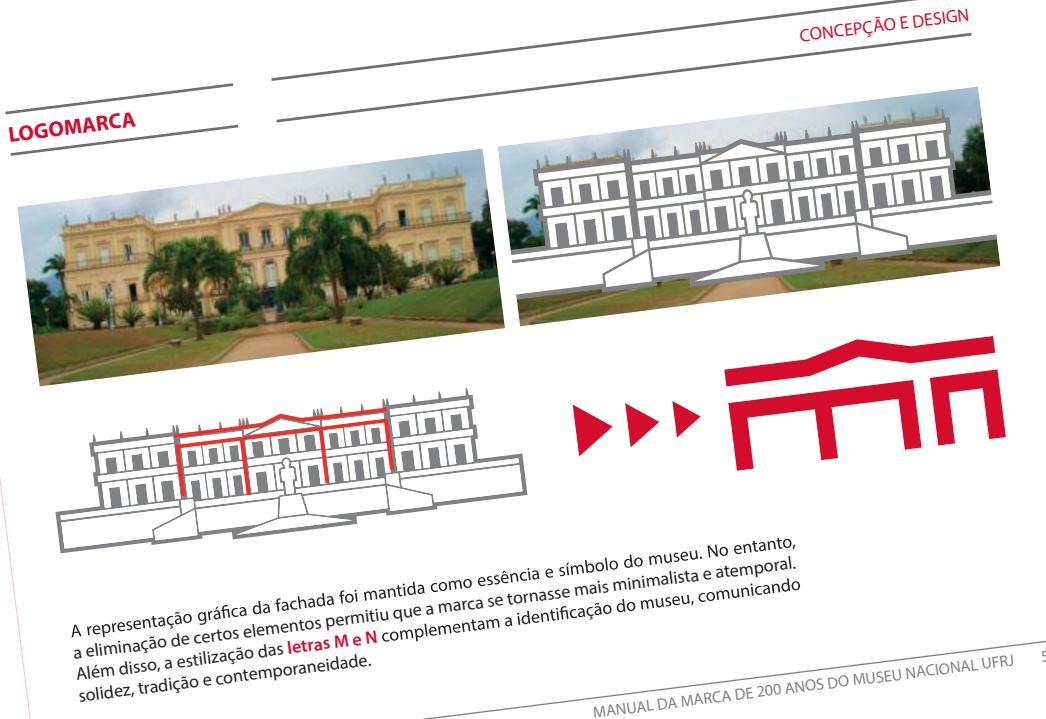 CONCEPÇÃO E DESIGN
LOGOMARCA
A representação gráfica da fachada foi mantida como essência e símbolo do museu. No entanto,
a eliminação de certos elementos permitiu que a marca se tornasse mais minimalista e atemporal.
Além disso, a estilização das letras M e N complementam a identificação do museu, comunicando
solidez, tradição e contemporaneidade.
MANUAL DA MARCA DE 200 ANOS DO MUSEU NACIONAL UFRJ